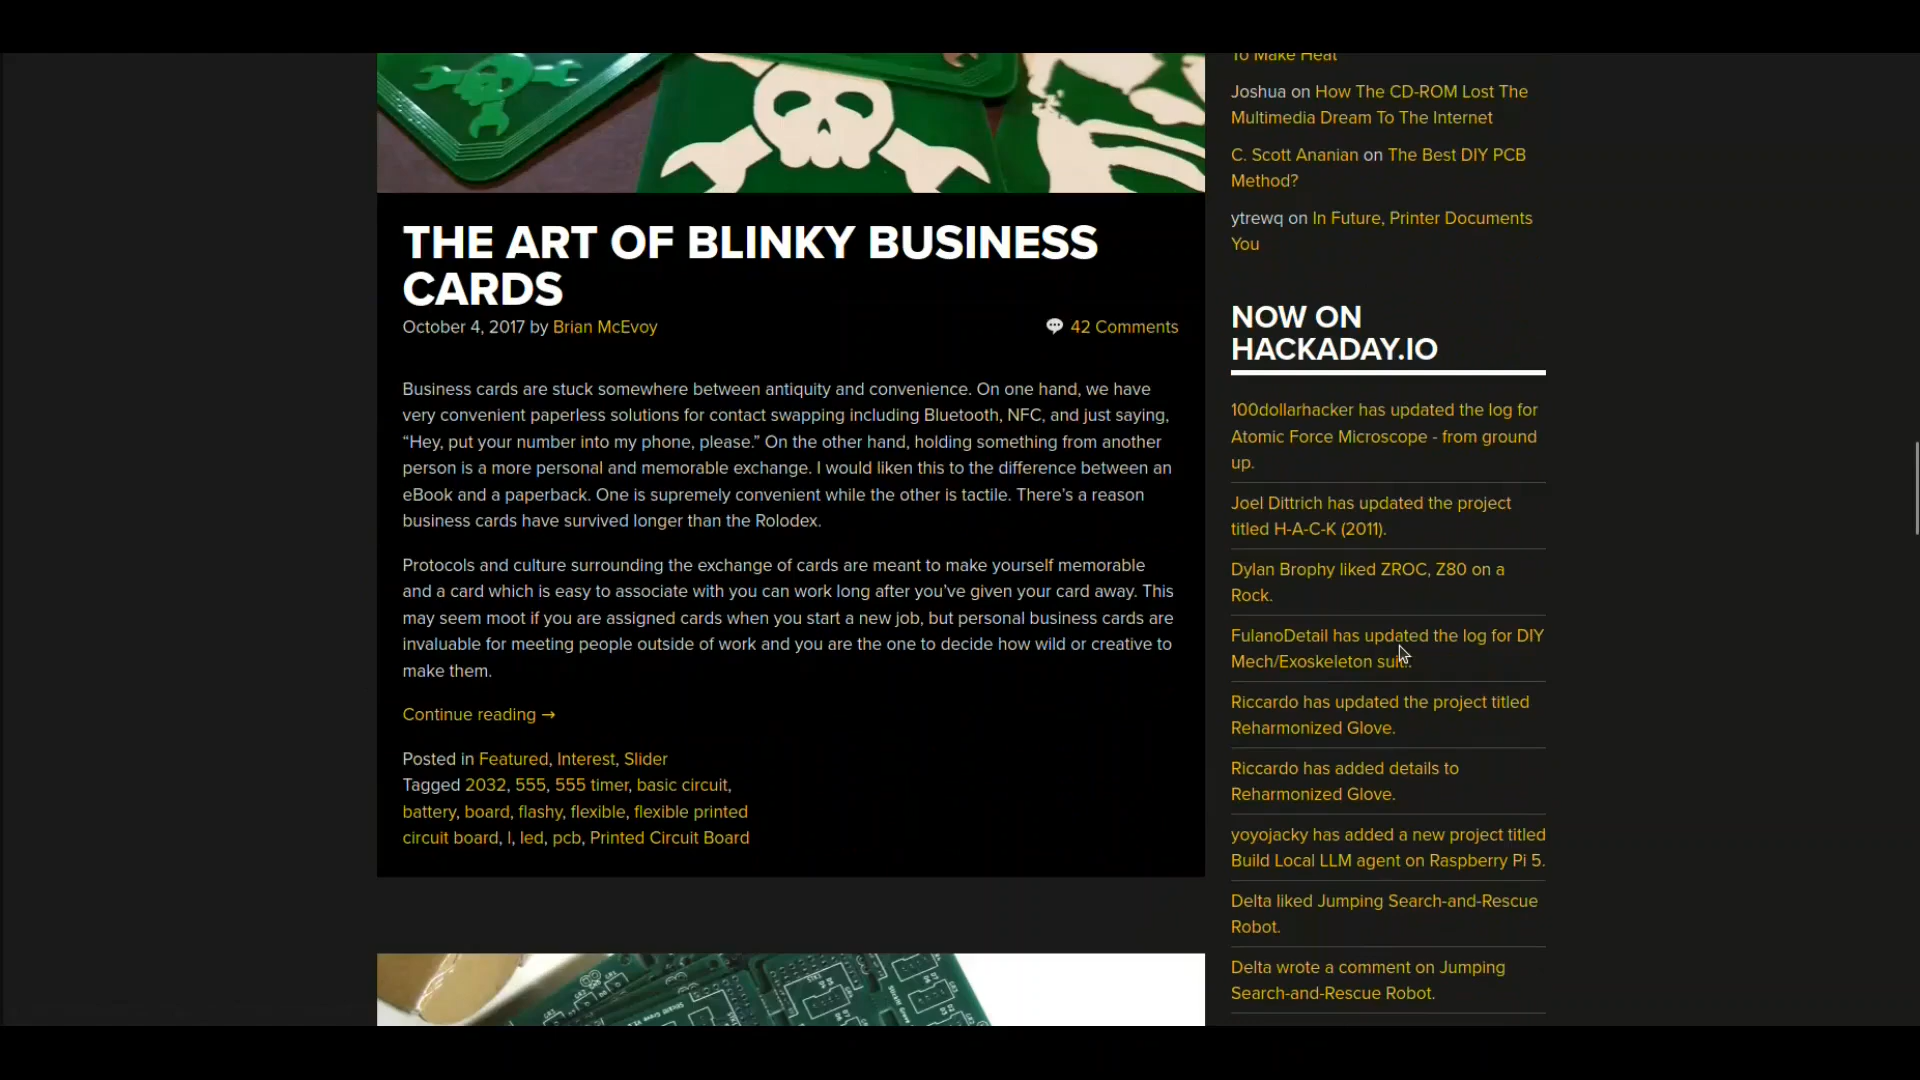 To Make Heat
Joshua on How The CD-ROM Lost The
Multimedia Dream To The Internet
C. Scott Ananian on The Best DIY PCB
Method?
ytrewq on In Future, Printer Documents
You
THE ART OF BLINKY BUSINESS
CARDS
October 4, 2017 by Brian McEvoy
42 Comments
Business cards are stuck somewhere between antiquity and convenience. On one hand, we have
very convenient paperless solutions for contact swapping including Bluetooth, NFC, and just saying,
“Hey, put your number into my phone, please.” On the other hand, holding something from another
person is a more personal and memorable exchange. I would liken this to the difference between an
eBook and a paperback. One is supremely convenient while the other is tactile. There’s a reason
business cards have survived longer than the Rolodex.
Protocols and culture surrounding the exchange of cards are meant to make yourself memorable
and a card which is easy to associate with you can work long after you’ve given your card away. This
may seem moot if you are assigned cards when you start a new job, but personal business cards are
invaluable for meeting people outside of work and you are the one to decide how wild or creative to
make them.
Continue reading →
Posted in Featured, Interest, Slider
Tagged 2032, 555, 555 timer, basic circuit,
battery, board, flashy, flexible, flexible printed
circuit board, l, led, pcb, Printed Circuit Board
NOW ON
HACKADAY.IO
100dollarhacker has updated the log for
Atomic Force Microscope - from ground
up.
Joel Dittrich has updated the project
titled H-A-C-K (2011).
Dylan Brophy liked ZROC, Z80 on a
Rock.
FulanoDetail has updated the log for DIY
Mech/Exoskeleton suit..
Riccardo has updated the project titled
Reharmonized Glove.
Riccardo has added details to
Reharmonized Glove.
yoyojacky has added a new project titled
Build Local LLM agent on Raspberry Pi 5.
Delta liked Jumping Search-and-Rescue
Robot.
Delta wrote a comment on Jumping
Search-and-Rescue Robot.